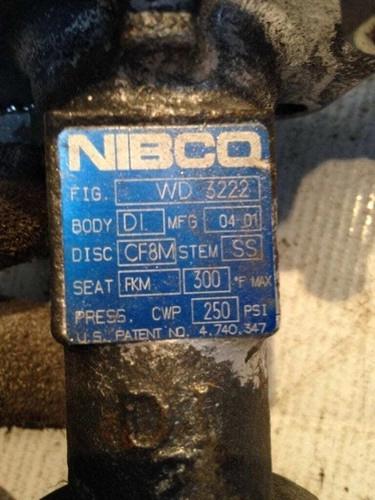 NIBCO
FIG. WD 3222
BODY DI MFG 04-01
DISC CF8M STEM SS
SEAT FKM 300 °F MAX
PRESS. CWP 250 PSI
U.S. PATENT NO. 4,740,347
DI